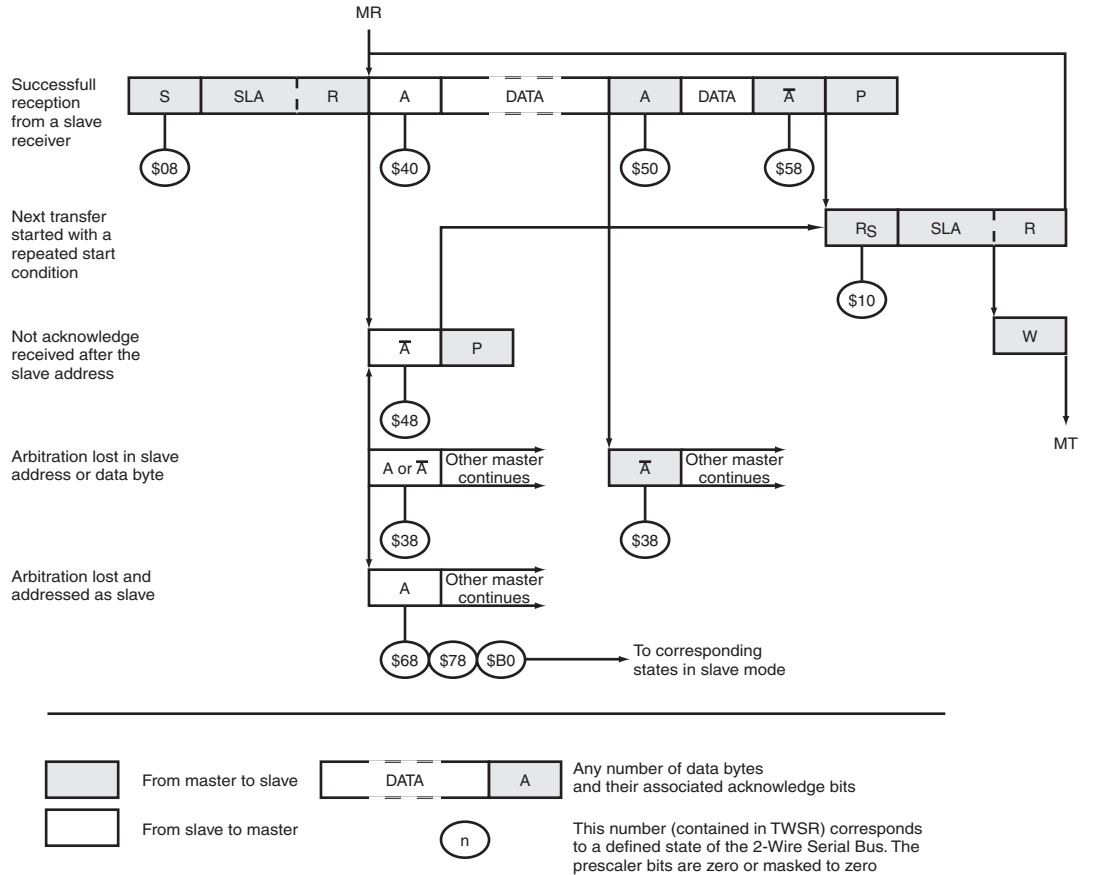 MR
Successfull
reception
from a slave
receiver
S SLA R A DATA A DATA A̅ P
$08 $40 $50 $58
Next transfer
started with a
repeated start
condition
RS SLA R
$10
Not acknowledge
received after the
slave address
A̅ P
W
$48
MT
Arbitration lost in slave
address or data byte
A or A̅ Other master
continues
A̅ Other master
continues
$38 $38
Arbitration lost and
addressed as slave
A Other master
continues
$68 $78 $B0
To corresponding
states in slave mode
From master to slave
DATA A
Any number of data bytes
and their associated acknowledge bits
From slave to master
n
This number (contained in TWSR) corresponds
to a defined state of the 2-Wire Serial Bus. The
prescaler bits are zero or masked to zero